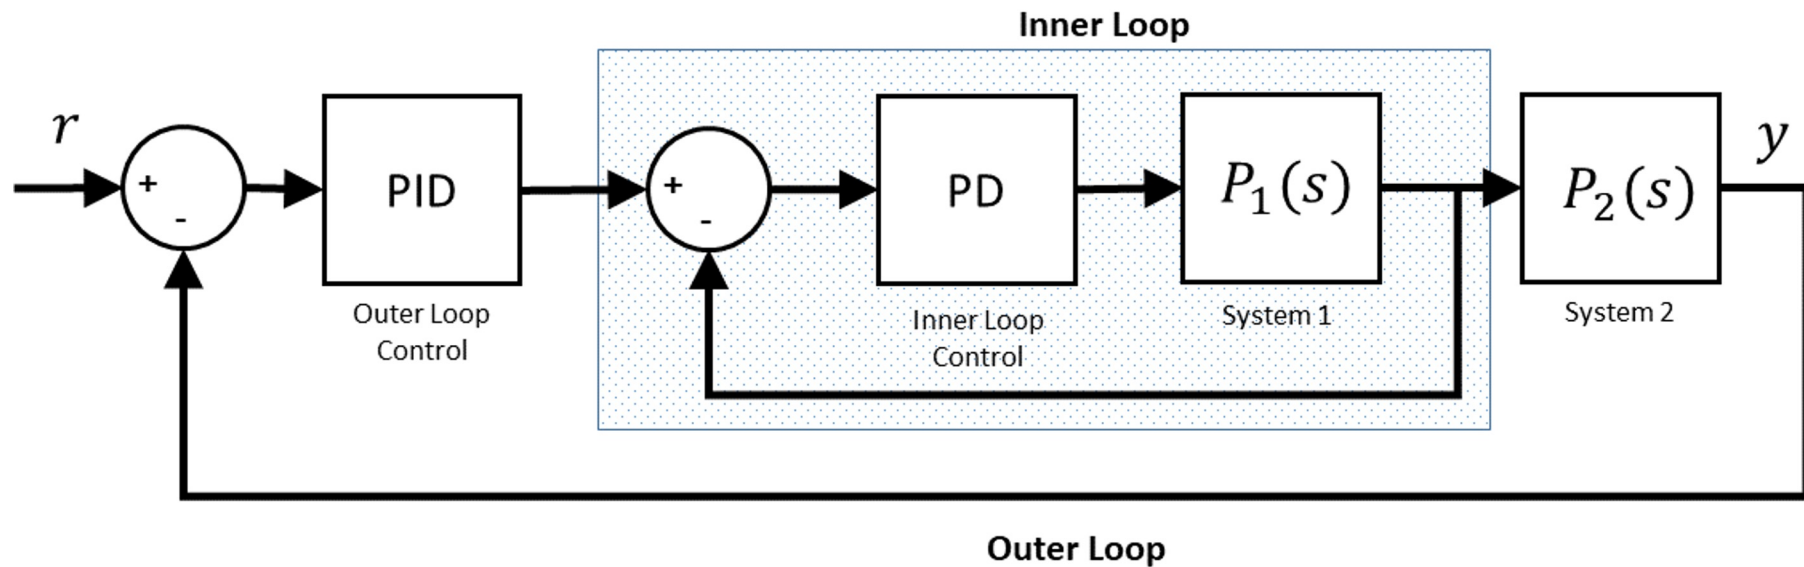 Inner Loop
r
+
-
PID
Outer Loop
Control
+
-
PD
Inner Loop
Control
P₁(s)
System 1
P₂(s)
System 2
y
Outer Loop